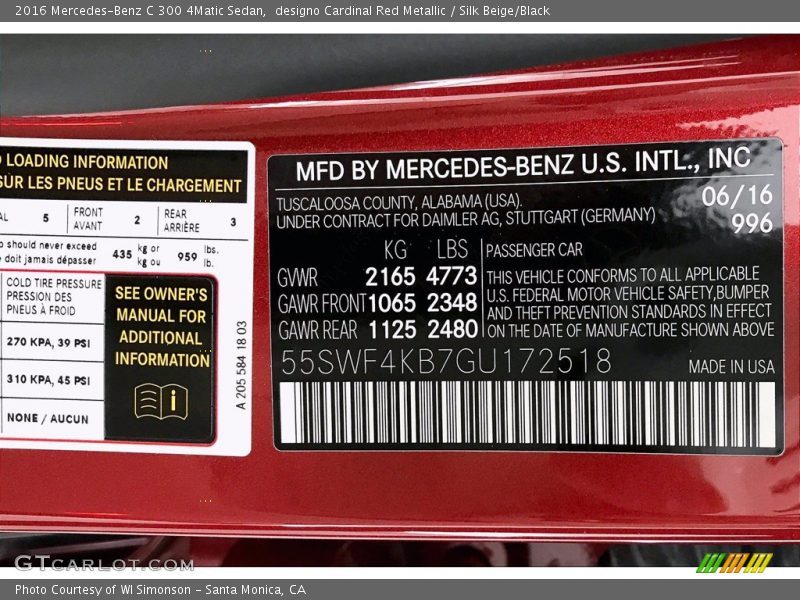 2016 Mercedes-Benz C 300 4Matic Sedan,  designo Cardinal Red Metallic / Silk Beige/Black
LOADING INFORMATION
SUR LES PNEUS ET LE CHARGEMENT
5 FRONT AVANT 2 REAR ARRIÈRE 3
should never exceed 435 kg or 959 lbs.
doit jamais dépasser kg ou lb.
COLD TIRE PRESSURE
PRESSION DES
PNEUS À FROID
270 KPA, 39 PSI
310 KPA, 45 PSI
NONE / AUCUN
SEE OWNER'S
MANUAL FOR
ADDITIONAL
INFORMATION
i
A 205 584 18 03
MFD BY MERCEDES-BENZ U.S. INTL., INC
TUSCALOOSA COUNTY, ALABAMA (USA). 06/16
UNDER CONTRACT FOR DAIMLER AG, STUTTGART (GERMANY) 996
KG LBS
GVWR 2165 4773
GAWR FRONT 1065 2348
GAWR REAR 1125 2480
PASSENGER CAR
THIS VEHICLE CONFORMS TO ALL APPLICABLE
U.S. FEDERAL MOTOR VEHICLE SAFETY,BUMPER
AND THEFT PREVENTION STANDARDS IN EFFECT
ON THE DATE OF MANUFACTURE SHOWN ABOVE
55SWF4KB7GU172518 MADE IN USA
GTCARLOT.COM
Photo Courtesy of WI Simonson - Santa Monica, CA